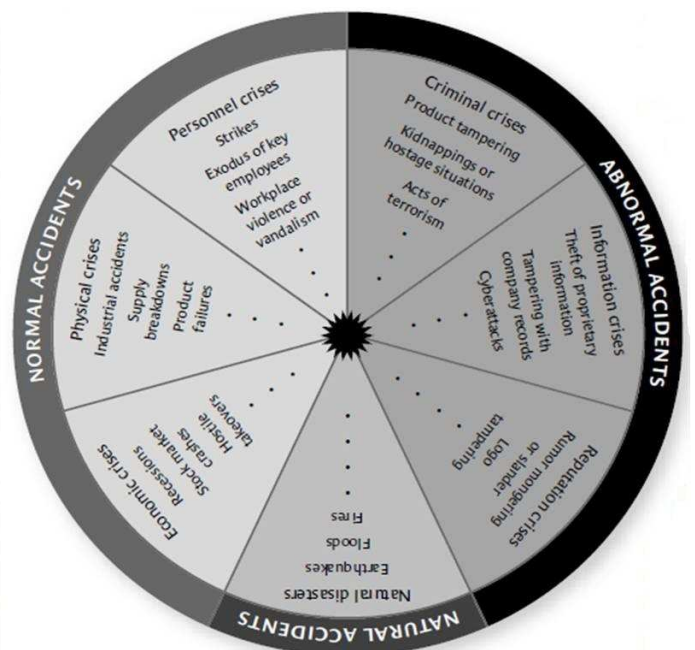 NORMAL ACCIDENTS
Personnel crises
Strikes
Exodus of key
employees
Workplace
violence or
vandalism
Physical crises
Industrial accidents
Supply
breakdowns
Product
failures
Economic crises
Recessions
Stock market
crashes
Hostile
takeovers
ABNORMAL ACCIDENTS
Criminal crises
Product tampering
Kidnappings or
hostage situations
Acts of
terrorism
Information crises
Theft of proprietary
information
Tampering with
company records
Cyberattacks
Reputation crises
Rumor mongering
or slander
Logo
tampering
NATURAL ACCIDENTS
Natural disasters
Earthquakes
Floods
Fires